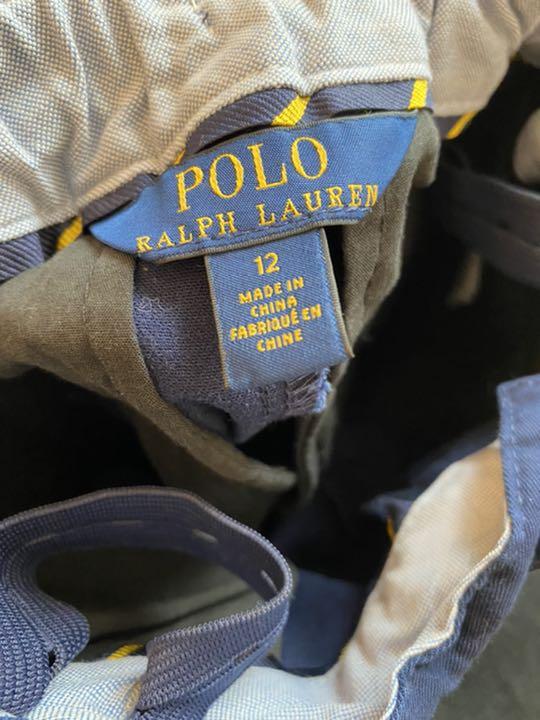 POLO
RALPH LAUREN
12
MADE IN
CHINA
FABRIQUÉ EN
CHINE